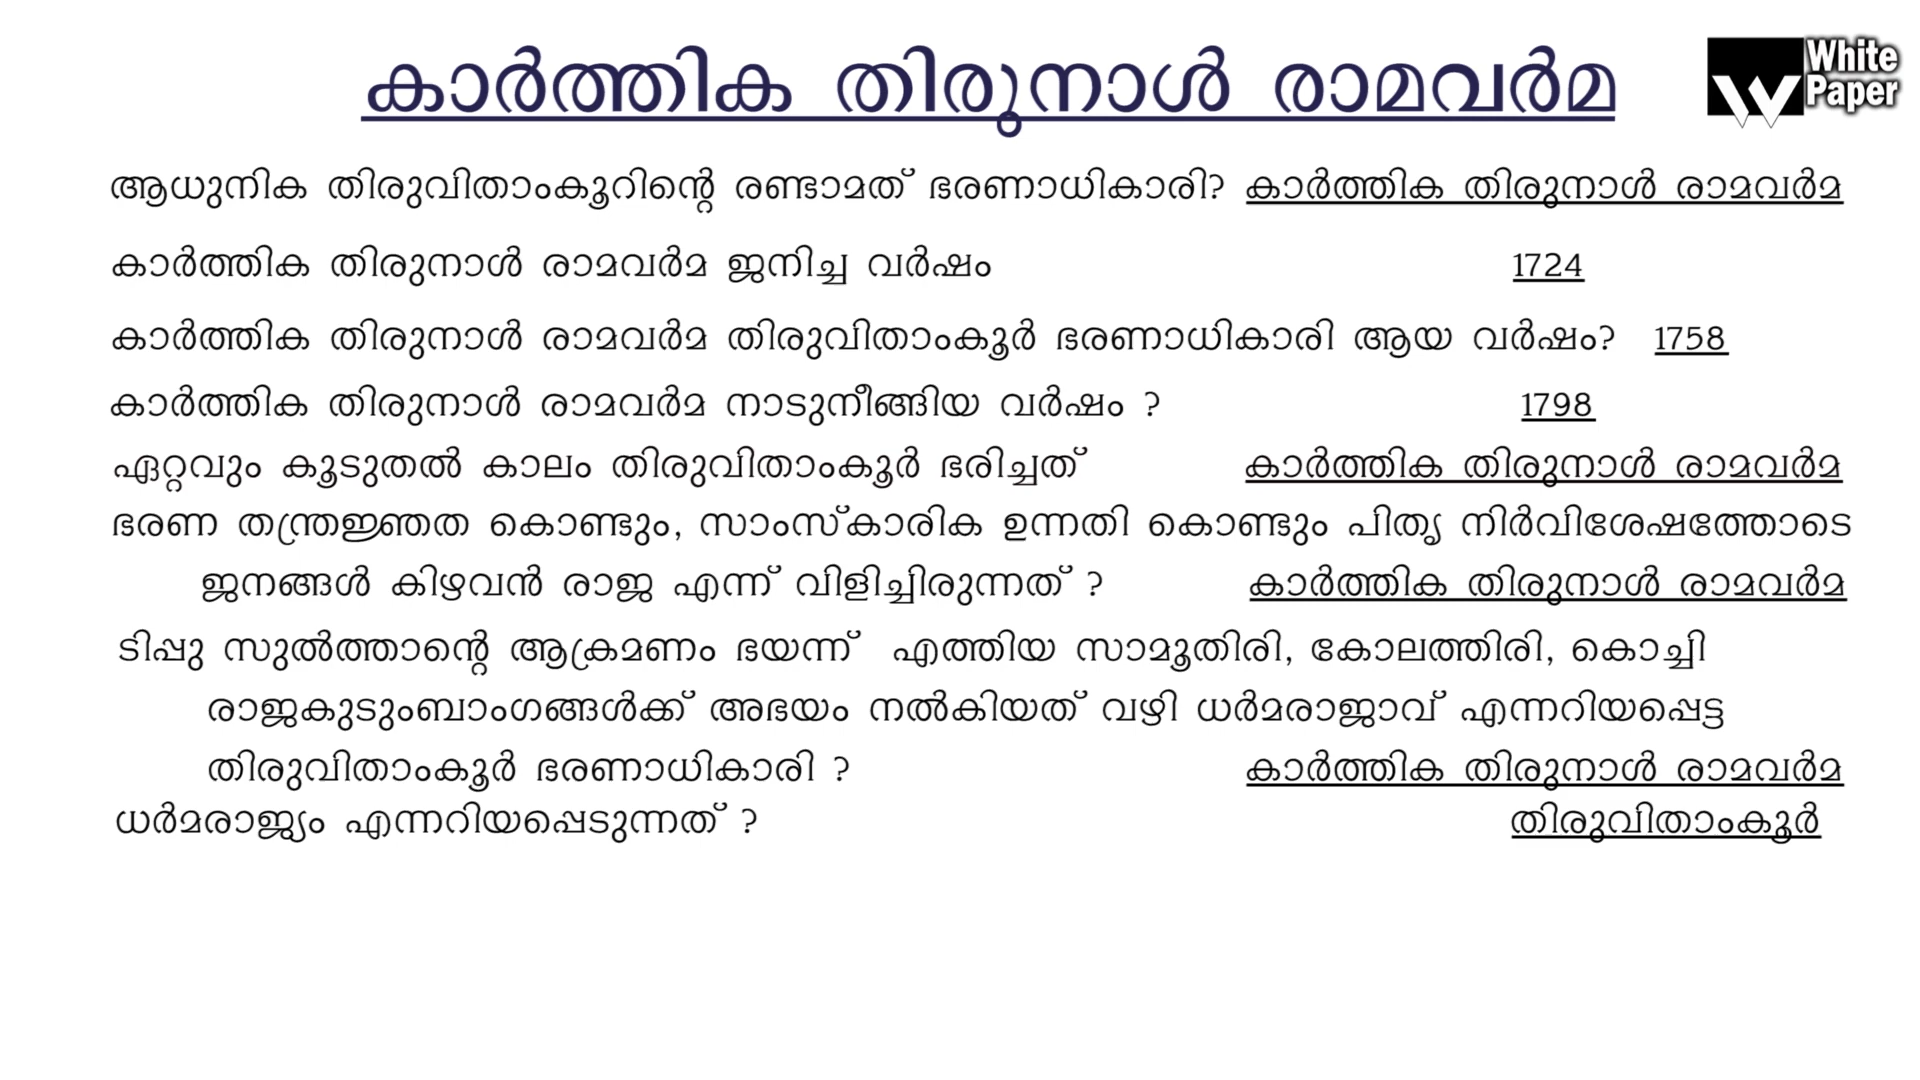 കാർത്തിക തിരുനാൾ രാമവർമ
White
Paper
ആധുനിക തിരുവിതാംകൂറിന്റെ രണ്ടാമത് ഭരണാധികാരി? കാർത്തിക തിരുനാൾ രാമവർമ
കാർത്തിക തിരുനാൾ രാമവർമ ജനിച്ച വർഷം 1724
കാർത്തിക തിരുനാൾ രാമവർമ തിരുവിതാംകൂർ ഭരണാധികാരി ആയ വർഷം? 1758
കാർത്തിക തിരുനാൾ രാമവർമ നാടുനീങ്ങിയ വർഷം ? 1798
ഏറ്റവും കൂടുതൽ കാലം തിരുവിതാംകൂർ ഭരിച്ചത് കാർത്തിക തിരുനാൾ രാമവർമ
ഭരണ തന്ത്രജ്ഞത കൊണ്ടും, സാംസ്കാരിക ഉന്നതി കൊണ്ടും പിതൃ നിർവിശേഷത്തോടെ
ജനങ്ങൾ കിഴവൻ രാജ എന്ന് വിളിച്ചിരുന്നത് ? കാർത്തിക തിരുനാൾ രാമവർമ
ടിപ്പു സുൽത്താന്റെ ആക്രമണം ഭയന്ന് എത്തിയ സാമൂതിരി, കോലത്തിരി, കൊച്ചി
രാജകുടുംബാംഗങ്ങൾക്ക് അഭയം നൽകിയത് വഴി ധർമരാജാവ് എന്നറിയപ്പെട്ട
തിരുവിതാംകൂർ ഭരണാധികാരി ? കാർത്തിക തിരുനാൾ രാമവർമ
ധർമരാജ്യം എന്നറിയപ്പെടുന്നത് ? തിരുവിതാംകൂർ